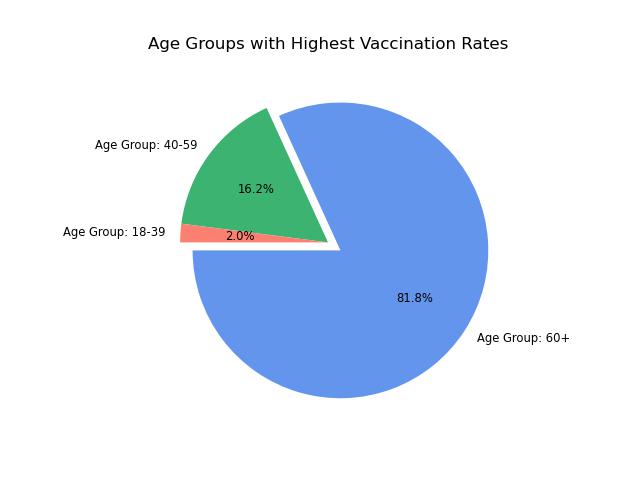 Age Groups with Highest Vaccination Rates
Age Group: 40-59
16.2%
Age Group: 18-39
2.0%
81.8%
Age Group: 60+